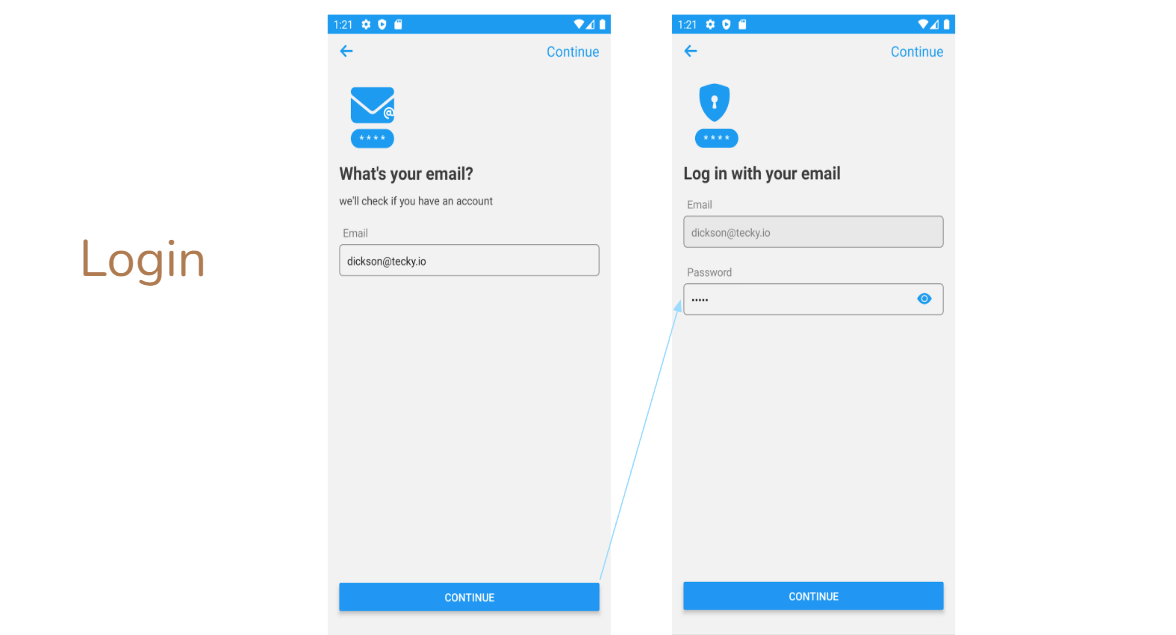 Login
1:21
Continue
@
****
What's your email?
we'll check if you have an account
Email
dickson@tecky.io
CONTINUE
1:21
Continue
****
Log in with your email
Email
dickson@tecky.io
Password
•••••
CONTINUE